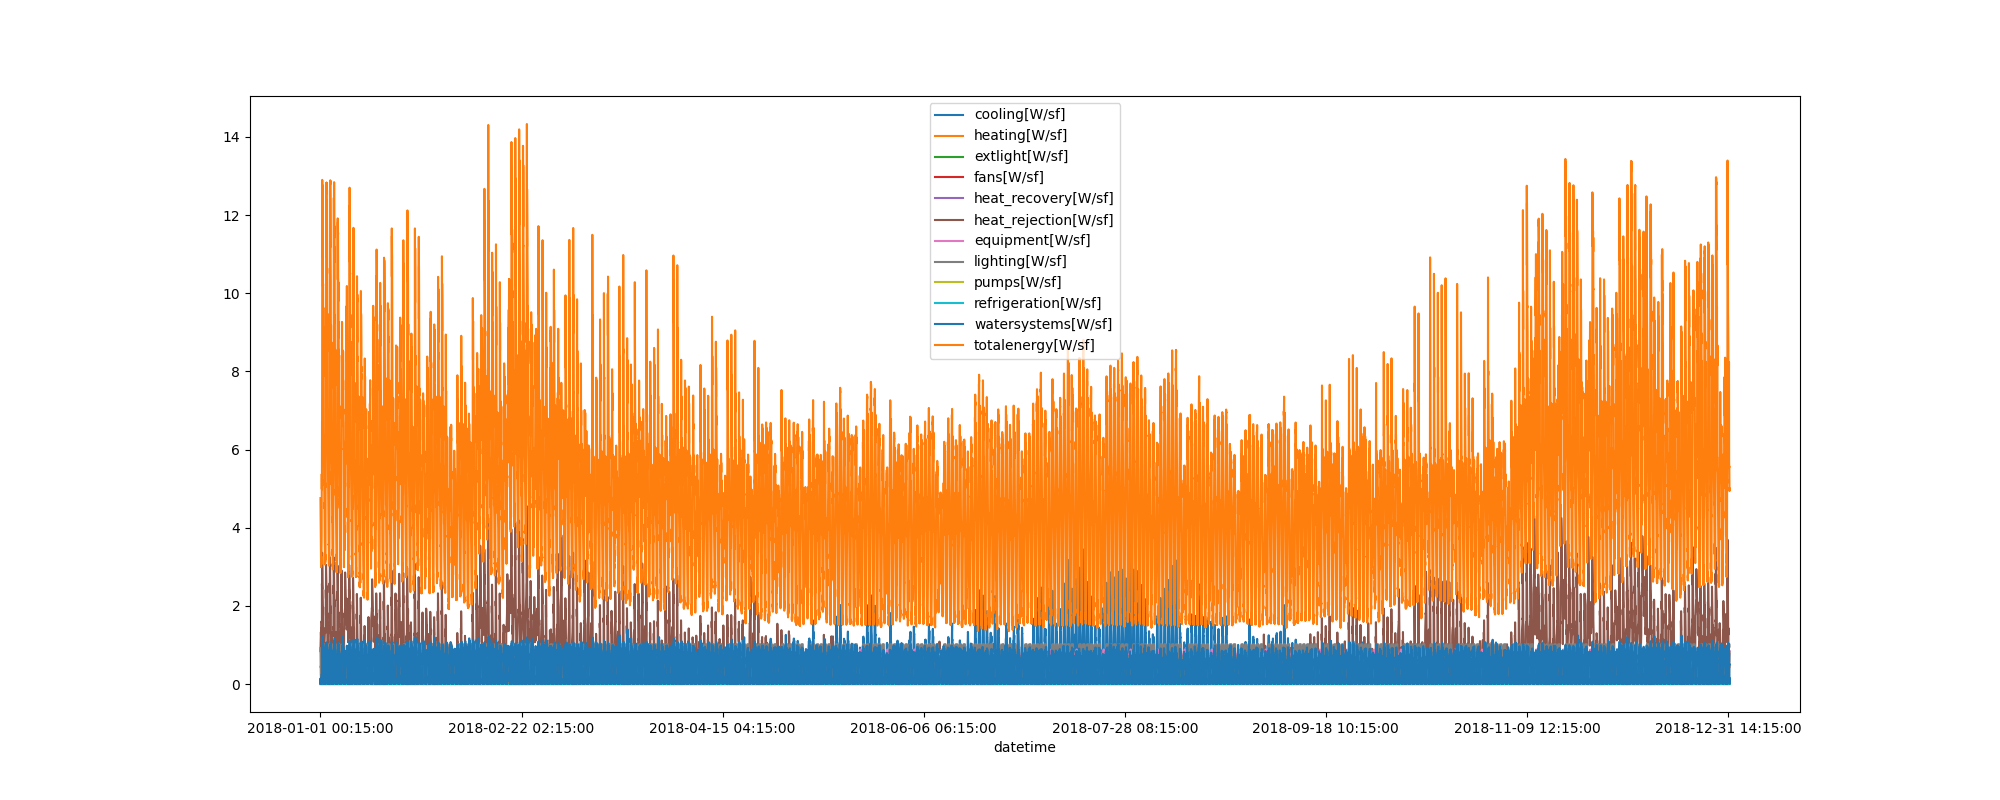 14
12
10
8
6
4
2
0
cooling[W/sf]
heating[W/sf]
extlight[W/sf]
fans[W/sf]
heat_recovery[W/sf]
heat_rejection[W/sf]
equipment[W/sf]
lighting[W/sf]
pumps[W/sf]
refrigeration[W/sf]
watersystems[W/sf]
totalenergy[W/sf]
2018-01-01 00:15:00 2018-02-22 02:15:00 2018-04-15 04:15:00 2018-06-06 06:15:00 2018-07-28 08:15:00 2018-09-18 10:15:00 2018-11-09 12:15:00 2018-12-31 14:15:00
datetime